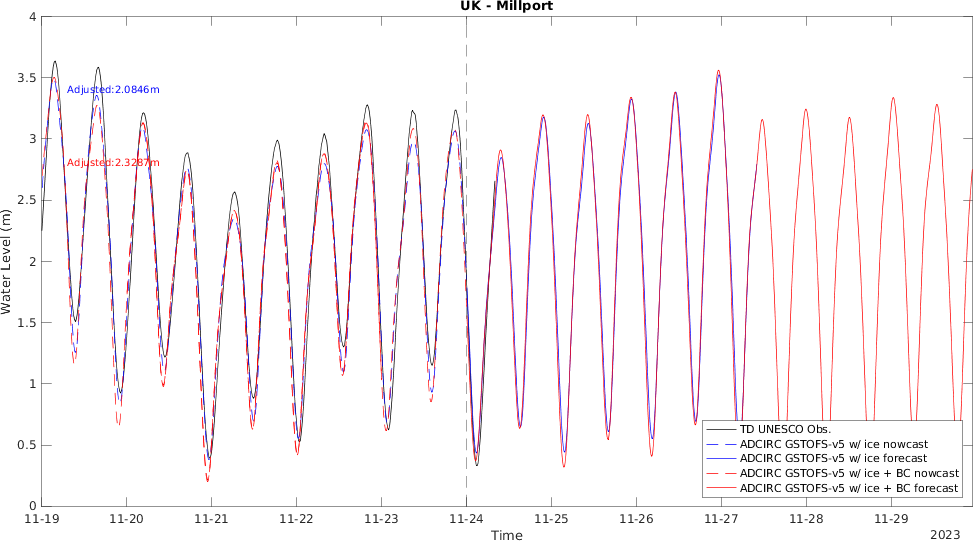 UK - Millport
4
3.5
3
2.5
2
1.5
1
0.5
0
Water Level (m)
Adjusted:2.0846m
Adjusted:2.3287m
TD UNESCO Obs.
ADCIRC GSTOFS-v5 w/ ice nowcast
ADCIRC GSTOFS-v5 w/ ice forecast
ADCIRC GSTOFS-v5 w/ ice + BC nowcast
ADCIRC GSTOFS-v5 w/ ice + BC forecast
11-19 11-20 11-21 11-22 11-23 11-24 11-25 11-26 11-27 11-28 11-29
Time
2023